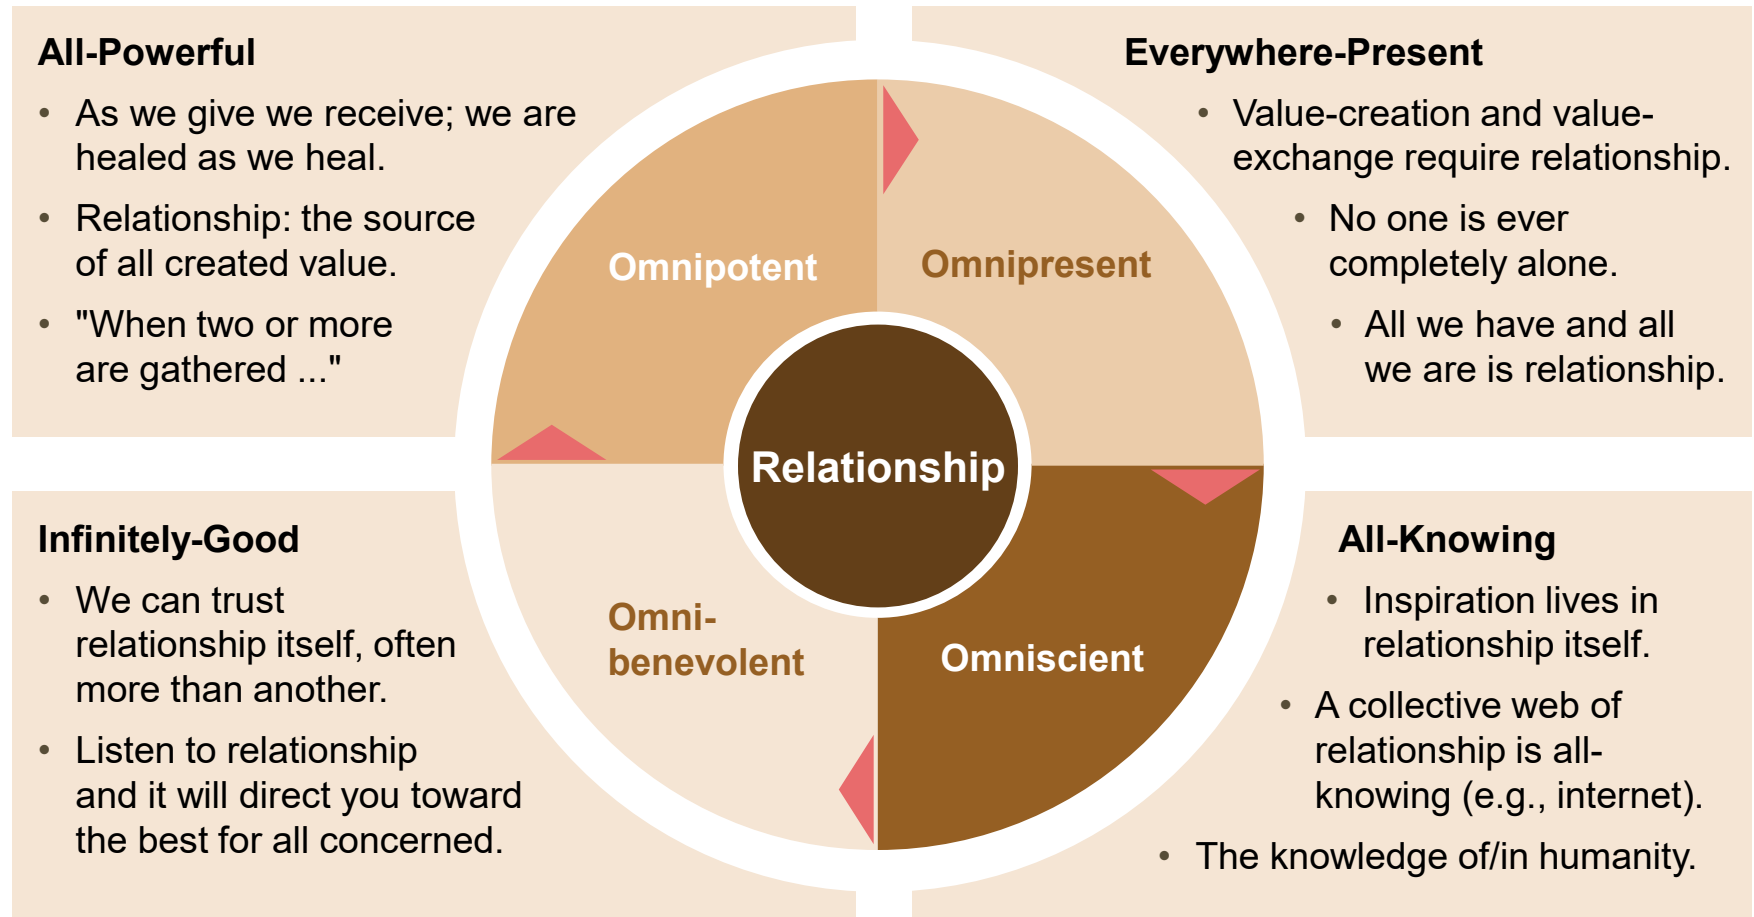 All-Powerful
• As we give we receive; we are
healed as we heal.
• Relationship: the source
of all created value.
• "When two or more
are gathered ..."
Everywhere-Present
• Value-creation and value-
exchange require relationship.
• No one is ever
completely alone.
• All we have and all
we are is relationship.
Omnipotent
Omnipresent
Relationship
Omni-
benevolent
Omniscient
Infinitely-Good
• We can trust
relationship itself, often
more than another.
• Listen to relationship
and it will direct you toward
the best for all concerned.
All-Knowing
• Inspiration lives in
relationship itself.
• A collective web of
relationship is all-
knowing (e.g., internet).
• The knowledge of/in humanity.